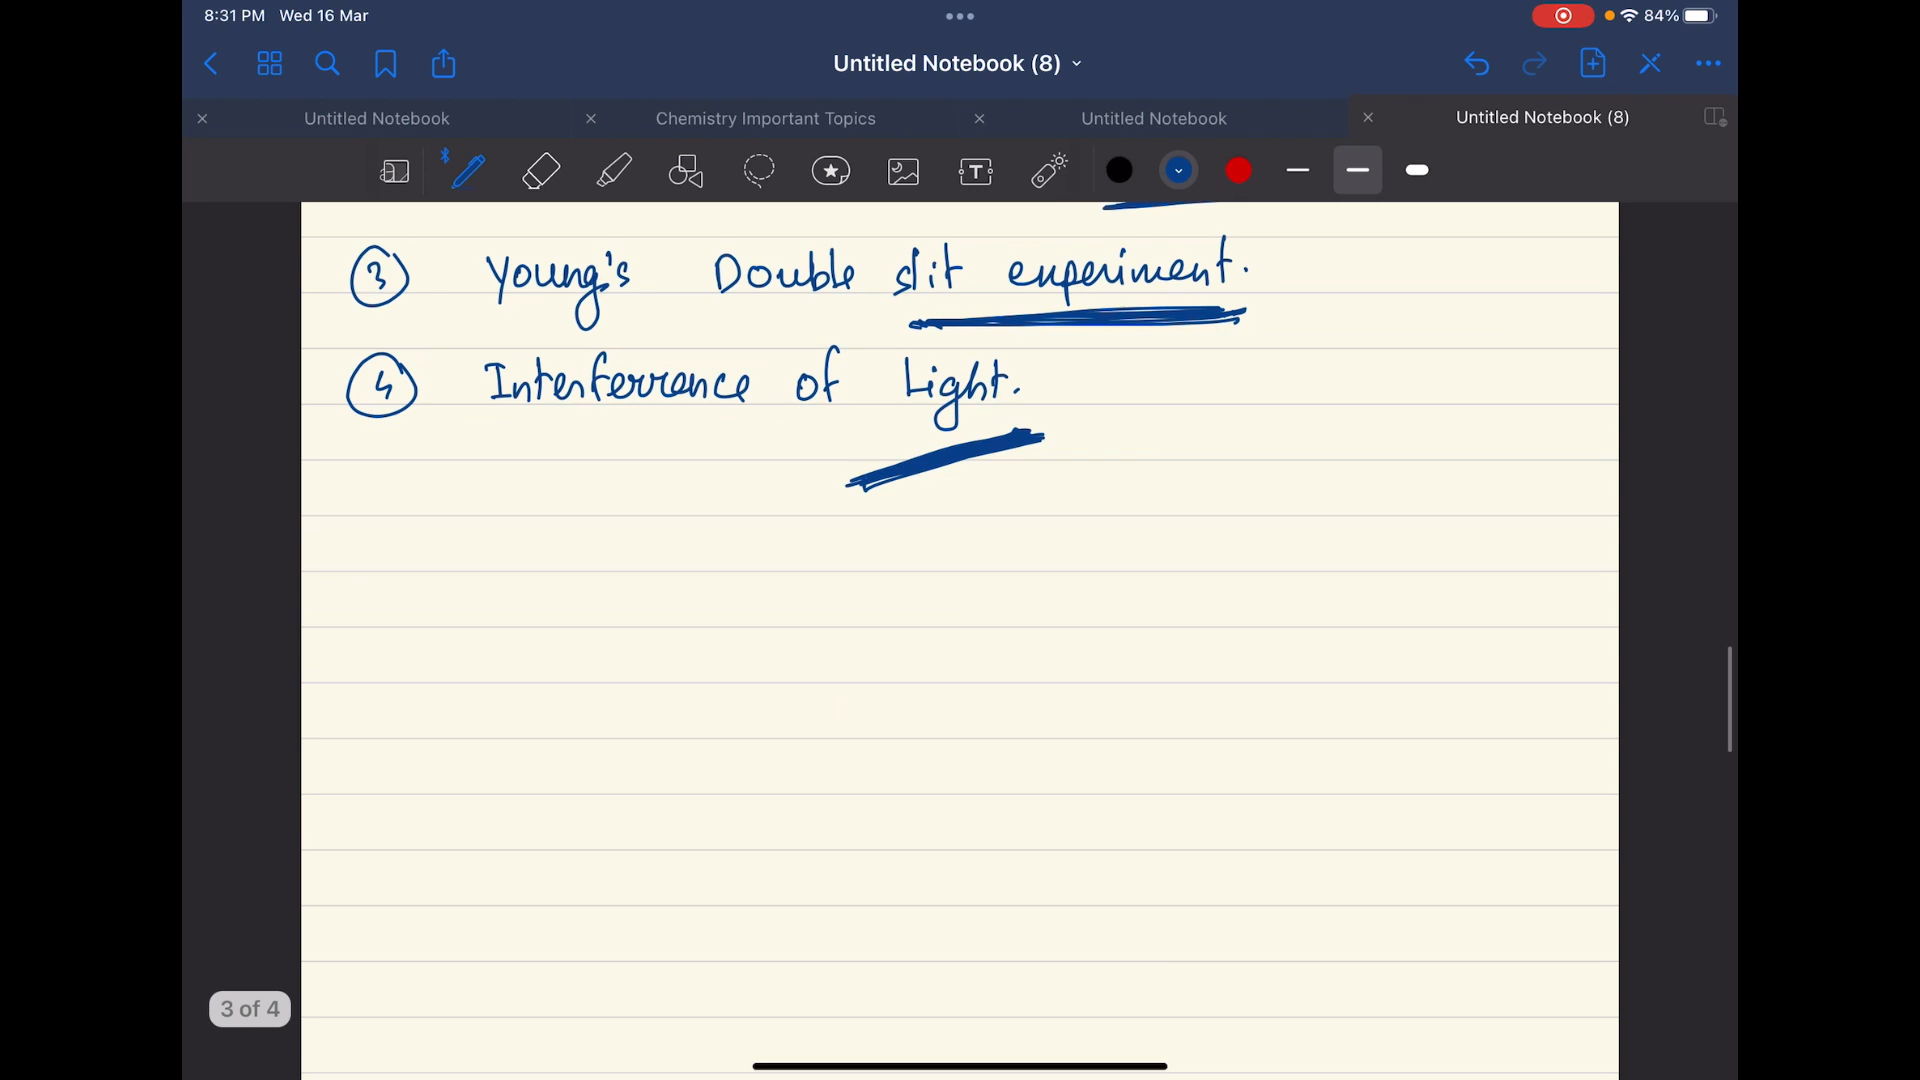 8:31 PM Wed 16 Mar 84%
Untitled Notebook (8)
Untitled Notebook Chemistry Important Topics Untitled Notebook Untitled Notebook (8)
T
3 Young's Double slit experiment.
4 Interferrence of Light.
3 of 4